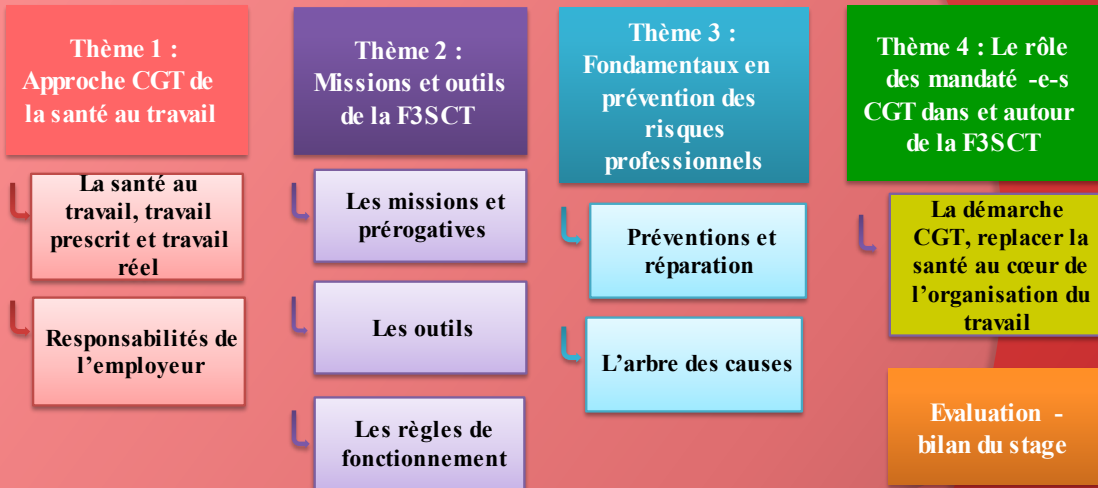 Thème 1 :
Approche CGT de
la santé au travail
La santé au
travail, travail
prescrit et travail
réel
Responsabilités de
l'employeur
Thème 2 :
Missions et outils
de la F3SCT
Les missions et
prérogatives
Les outils
Les règles de
fonctionnement
Thème 3 :
Fondamentaux en
prévention des
risques
professionnels
Préventions et
réparation
L'arbre des causes
Thème 4 : Le rôle
des mandaté -e-s
CGT dans et autour
de la F3SCT
La démarche
CGT, replacer la
santé au cœur de
l'organisation du
travail
Evaluation -
bilan du stage